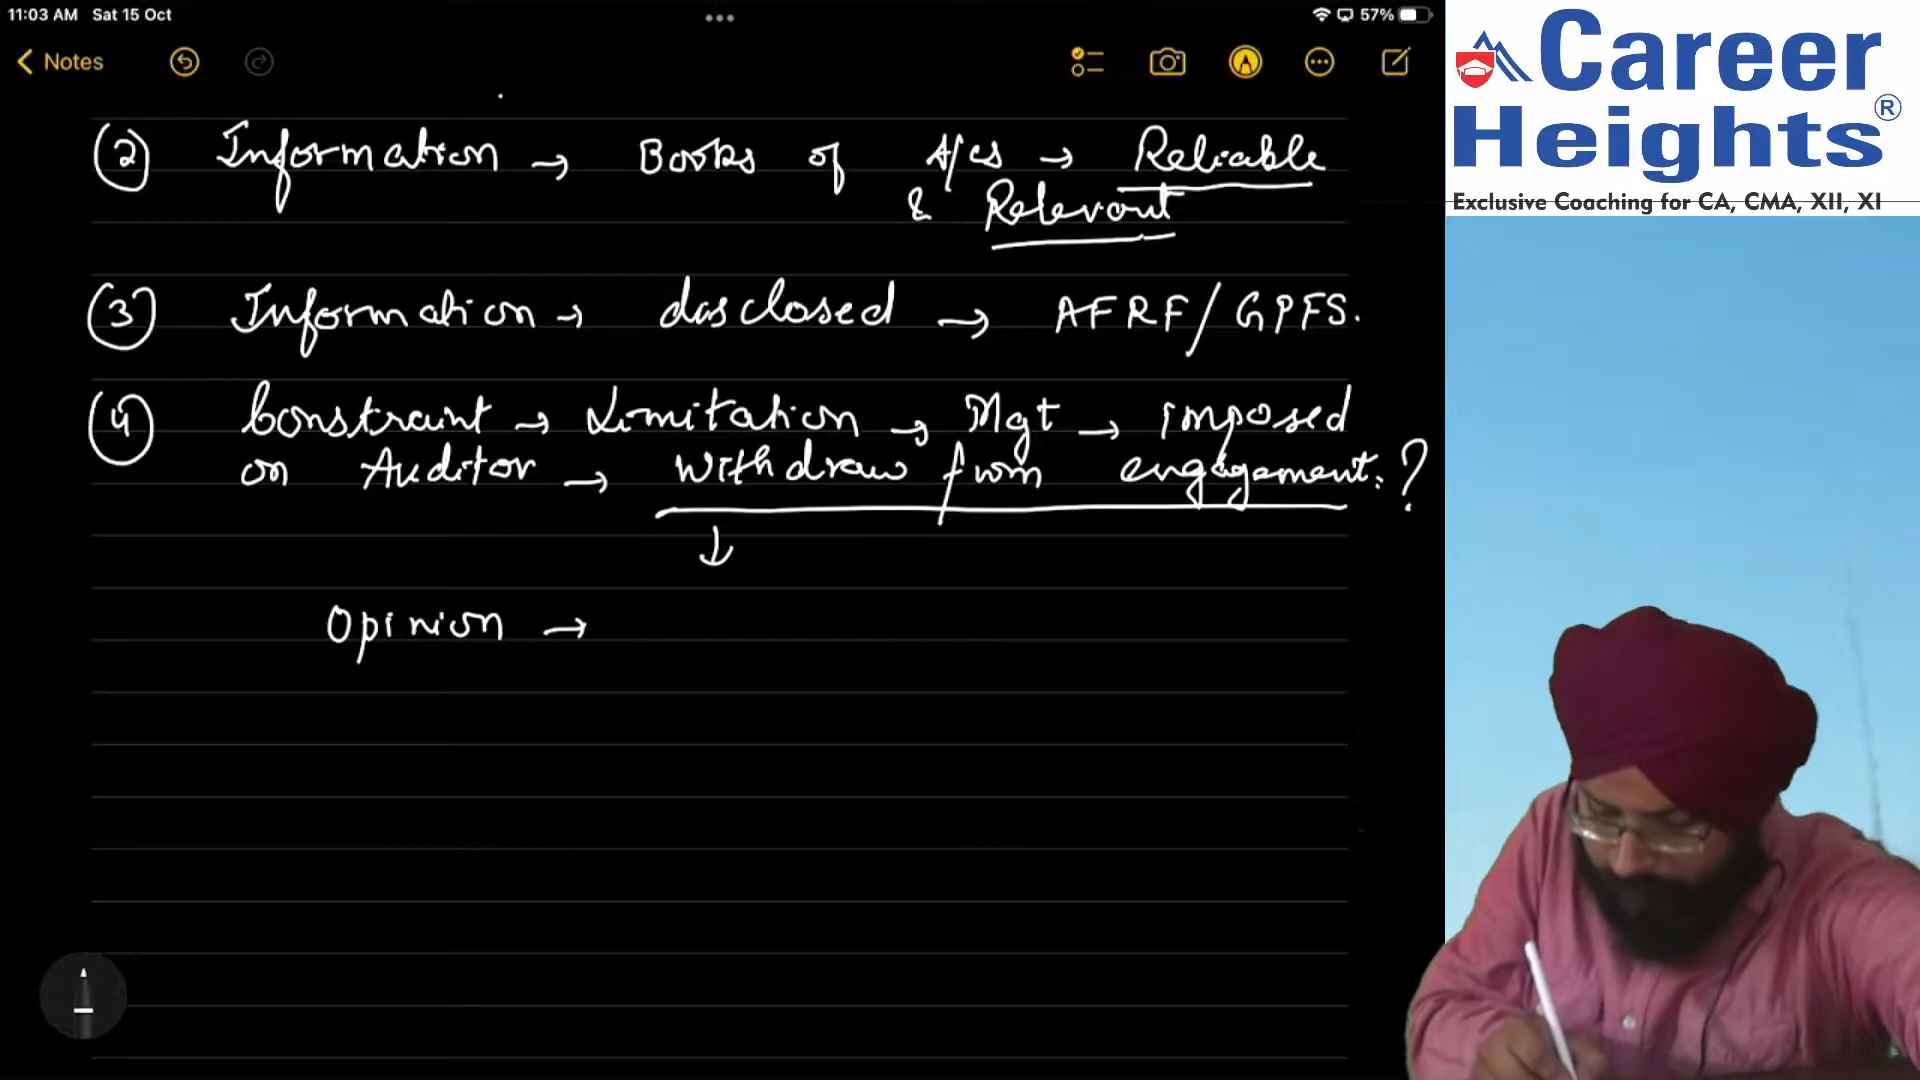 11:03 AM Sat 15 Oct
57%
Notes
Career
Heights®
Exclusive Coaching for CA, CMA, XII, XI
(2) Information → Books of A/cs → Reliable
& Relevant
(3) Information → disclosed → AFRF/GPFS.
(4) Constraint → Limitation → Mgt → imposed
on Auditor → withdraw from engagement. ?
↓
Opinion →